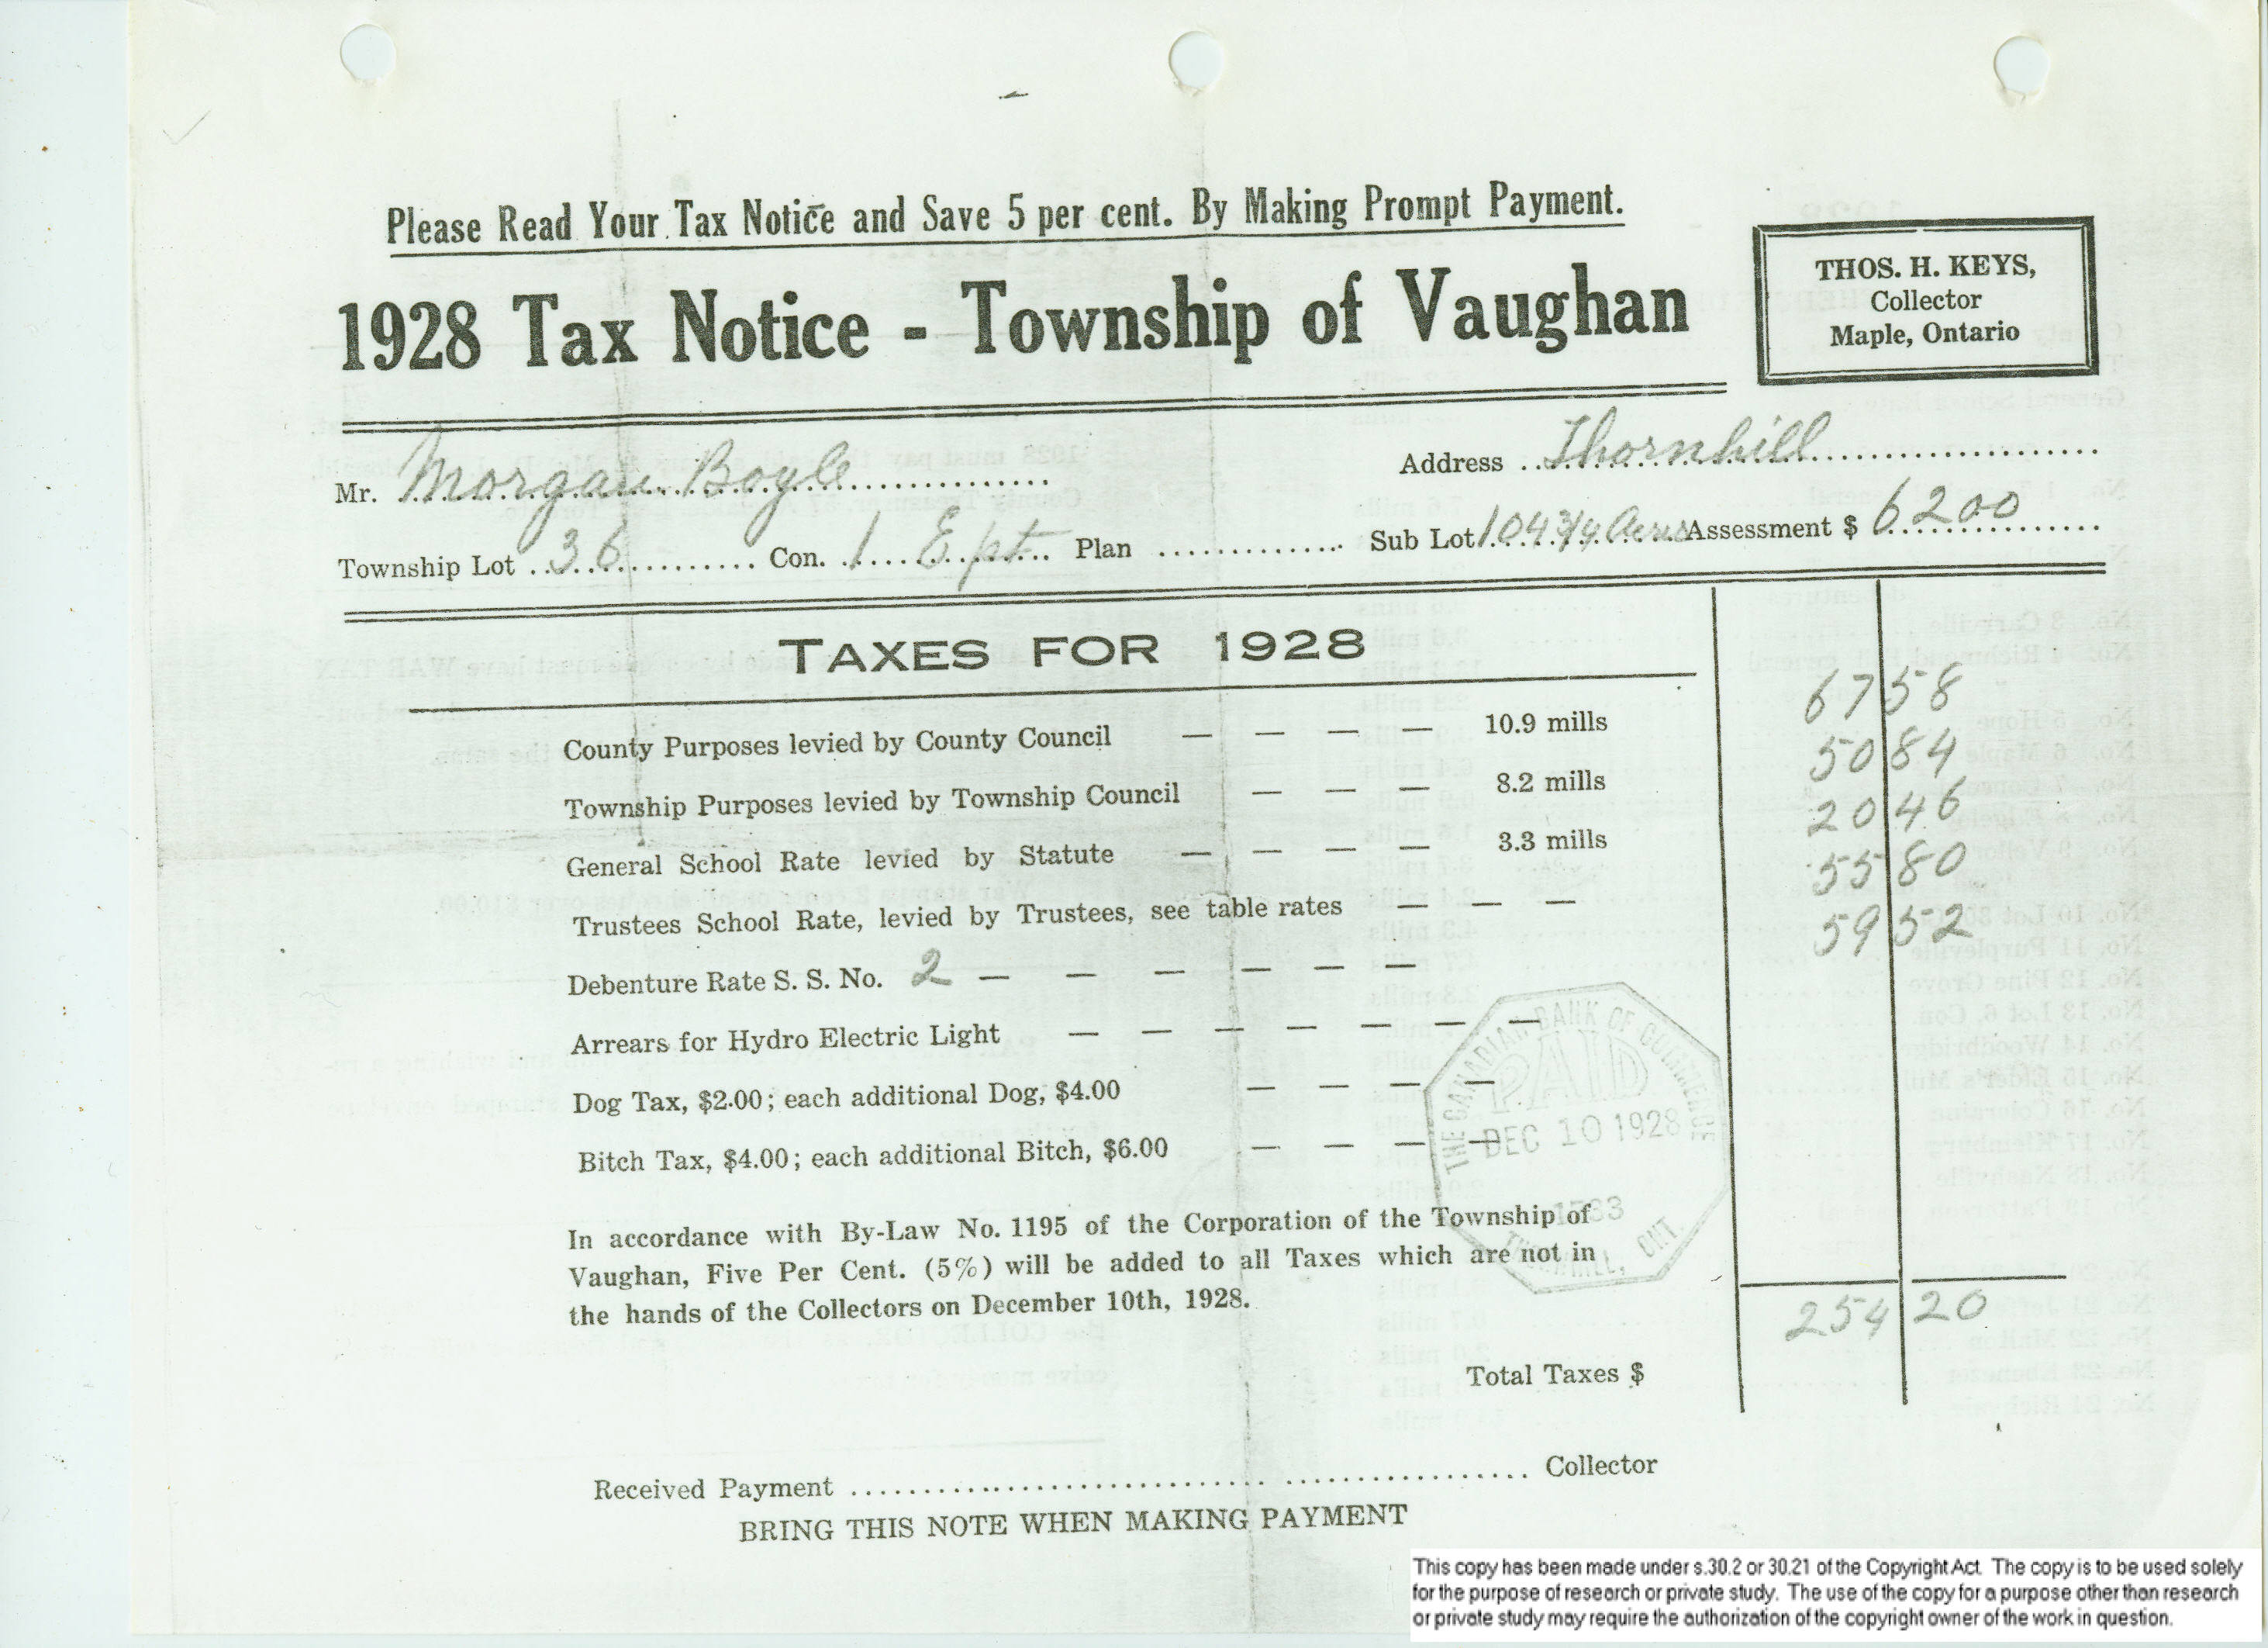 Please Read Your Tax Notice and Save 5 per cent. By Making Prompt Payment.
1928 Tax Notice - Township of Vaughan
THOS. H. KEYS,
Collector
Maple, Ontario
Mr. Morgan Boyle Address Thornhill
Township Lot 36 Con. 1 E pt. Plan Sub Lot 104 3/4 Acres Assessment $ 6200
TAXES FOR 1928
County Purposes levied by County Council — — — — 10.9 mills 67 58
Township Purposes levied by Township Council — — — 8.2 mills 50 84
General School Rate levied by Statute — — — — 3.3 mills 20 46
Trustees School Rate, levied by Trustees, see table rates — — — 55 80
Debenture Rate S. S. No. 2 — — — — — — 59 52
Arrears for Hydro Electric Light — — — — — — —
Dog Tax, $2.00; each additional Dog, $4.00 — — — —
Bitch Tax, $4.00; each additional Bitch, $6.00 — — — —
THE CANADIAN BANK OF COMMERCE
PAID
DEC 10 1928
THORNHILL, ONT.
In accordance with By-Law No. 1195 of the Corporation of the Township of
Vaughan, Five Per Cent. (5%) will be added to all Taxes which are not in
the hands of the Collectors on December 10th, 1928.
254 20
Total Taxes $
Received Payment Collector
BRING THIS NOTE WHEN MAKING PAYMENT
This copy has been made under s.30.2 or 30.21 of the Copyright Act. The copy is to be used solely
for the purpose of research or private study. The use of the copy for a purpose other than research
or private study may require the authorization of the copyright owner of the work in question.